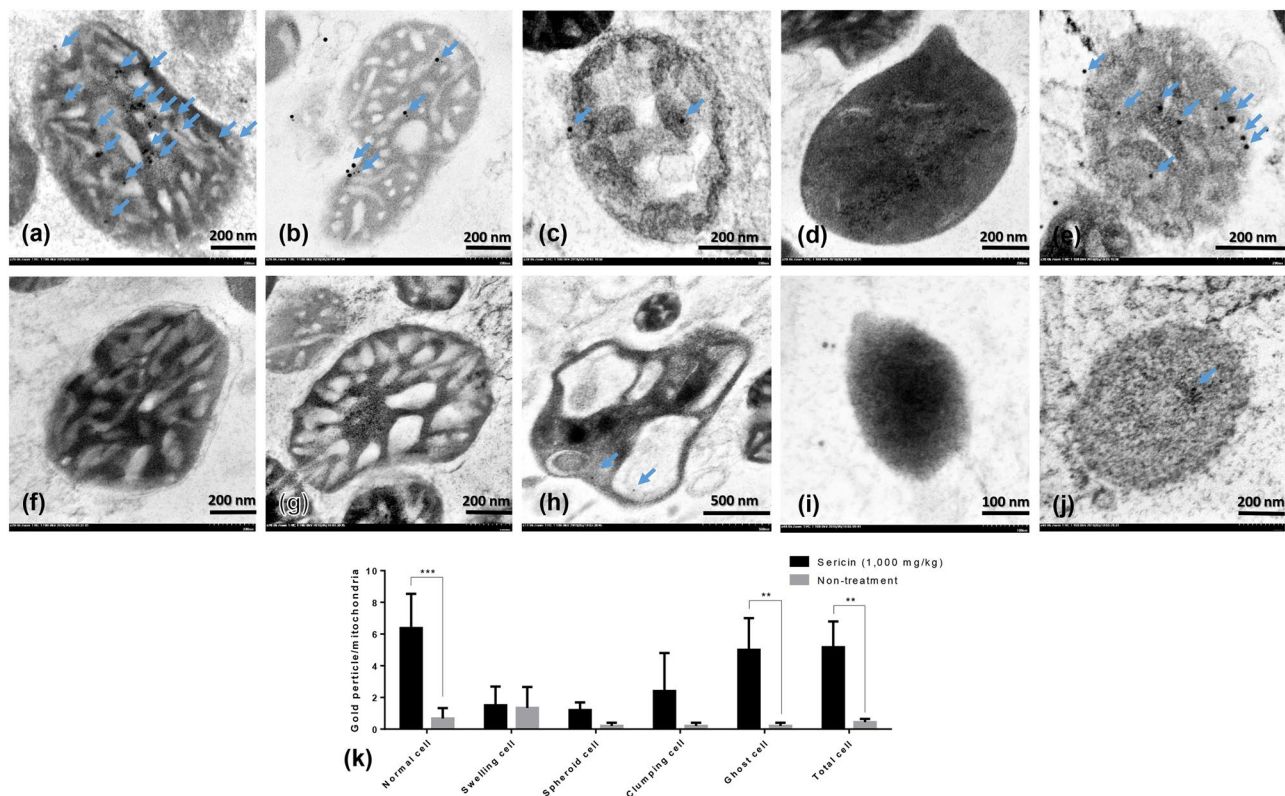 (a)
200 nm
(b)
200 nm
(c)
200 nm
(d)
200 nm
(e)
200 nm
(f)
200 nm
(g)
200 nm
(h)
500 nm
(i)
100 nm
(j)
200 nm
Sericin (1,000 mg/kg)
Non-treatment
***
**
**
Gold perticle/mitochondria
10
8
6
4
2
0
(k)
Normal cell
Swelling cell
Spheroid cell
Clumping cell
Ghost cell
Total cell